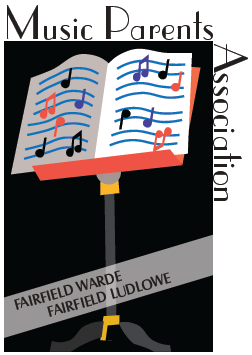 Music Parents
Association
FAIRFIELD WARDE
FAIRFIELD LUDLOWE